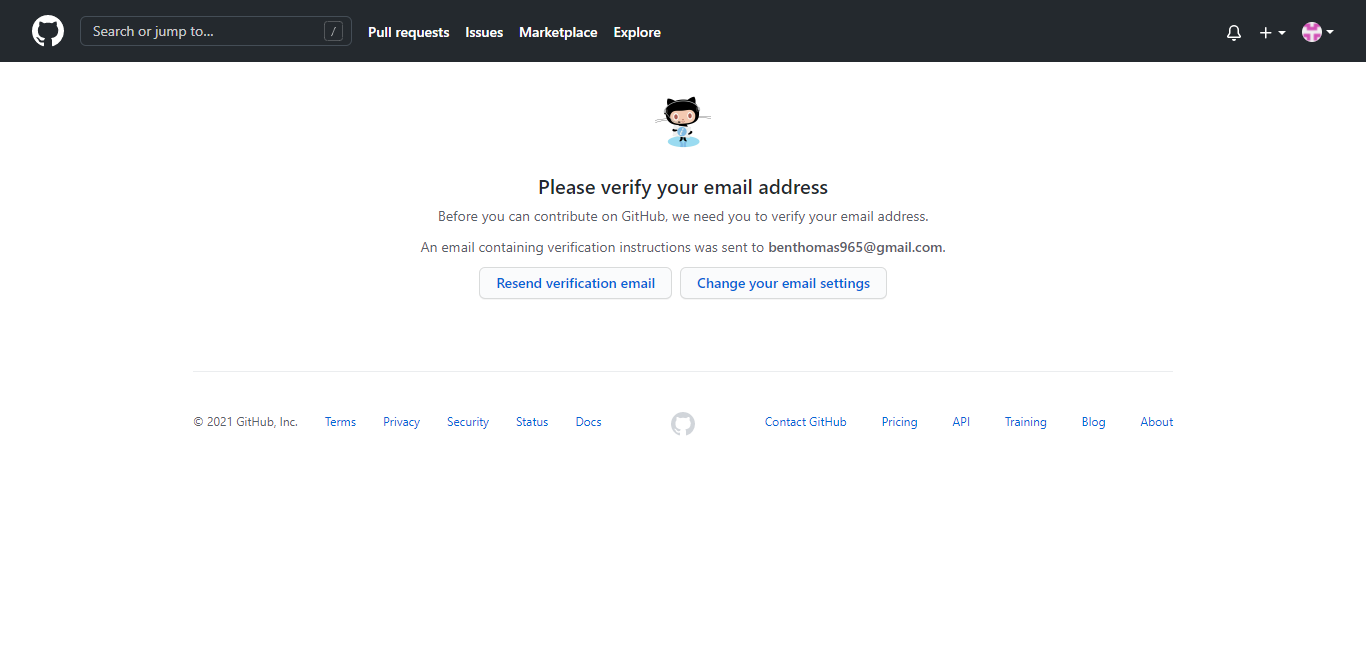 Search or jump to... /
Pull requests Issues Marketplace Explore
Please verify your email address
Before you can contribute on GitHub, we need you to verify your email address.
An email containing verification instructions was sent to benthomas965@gmail.com.
Resend verification email Change your email settings
© 2021 GitHub, Inc. Terms Privacy Security Status Docs Contact GitHub Pricing API Training Blog About